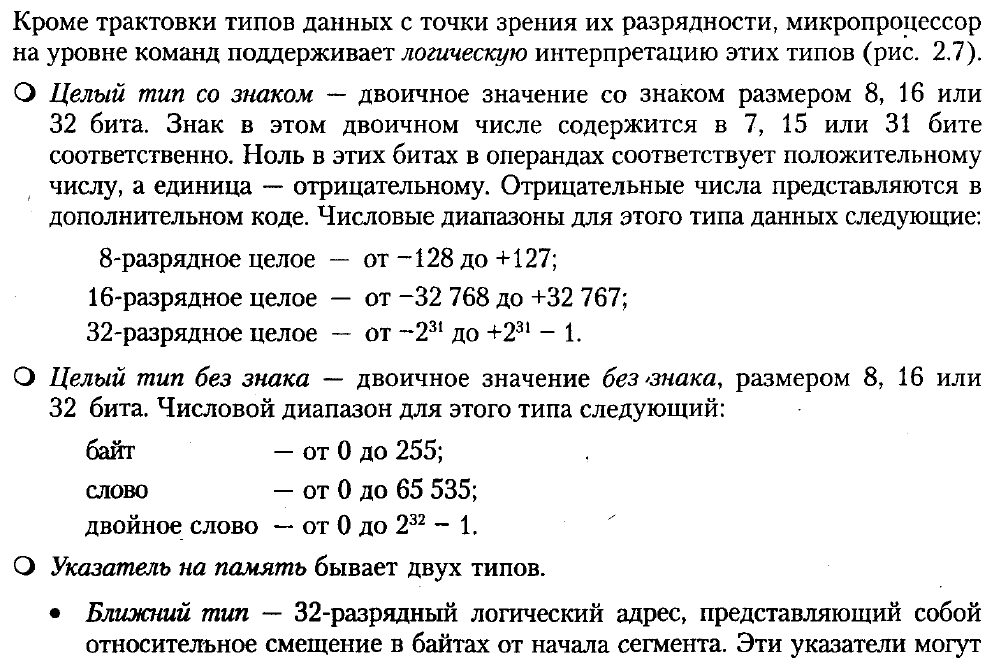 Кроме трактовки типов данных с точки зрения их разрядности, микропроцессор
на уровне команд поддерживает логическую интерпретацию этих типов (рис. 2.7).
❍ Целый тип со знаком — двоичное значение со знаком размером 8, 16 или
32 бита. Знак в этом двоичном числе содержится в 7, 15 или 31 бите
соответственно. Ноль в этих битах в операндах соответствует положительному
числу, а единица — отрицательному. Отрицательные числа представляются в
дополнительном коде. Числовые диапазоны для этого типа данных следующие:
8-разрядное целое — от −128 до +127;
16-разрядное целое — от −32 768 до +32 767;
32-разрядное целое — от −2³¹ до +2³¹ − 1.
❍ Целый тип без знака — двоичное значение без знака, размером 8, 16 или
32 бита. Числовой диапазон для этого типа следующий:
байт — от 0 до 255;
слово — от 0 до 65 535;
двойное слово — от 0 до 2³² − 1.
❍ Указатель на память бывает двух типов.
• Ближний тип — 32-разрядный логический адрес, представляющий собой
относительное смещение в байтах от начала сегмента. Эти указатели могут